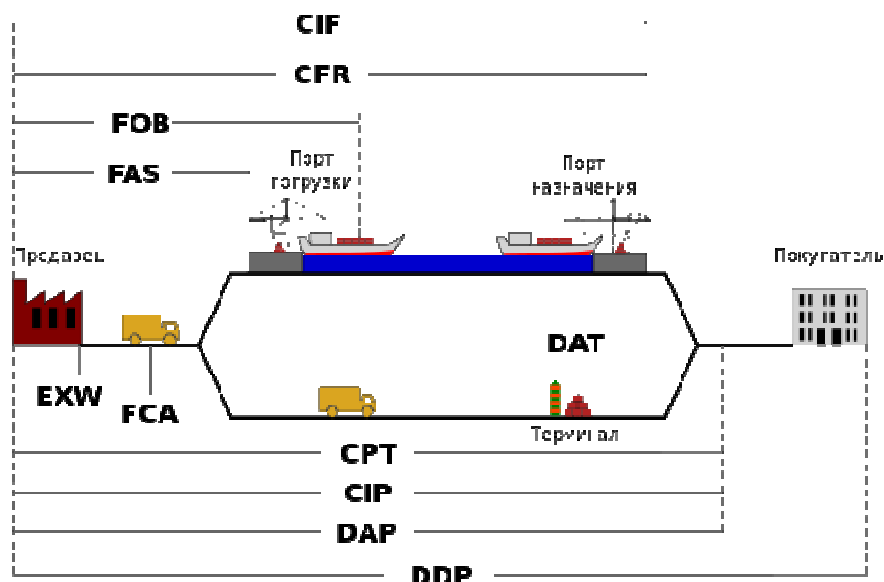 CIF
CFR
FOB
FAS
Порт
погрузки
Порт
назначения
Продавец
Покупатель
DAT
EXW
FCA
Терминал
CPT
CIP
DAP
DDP